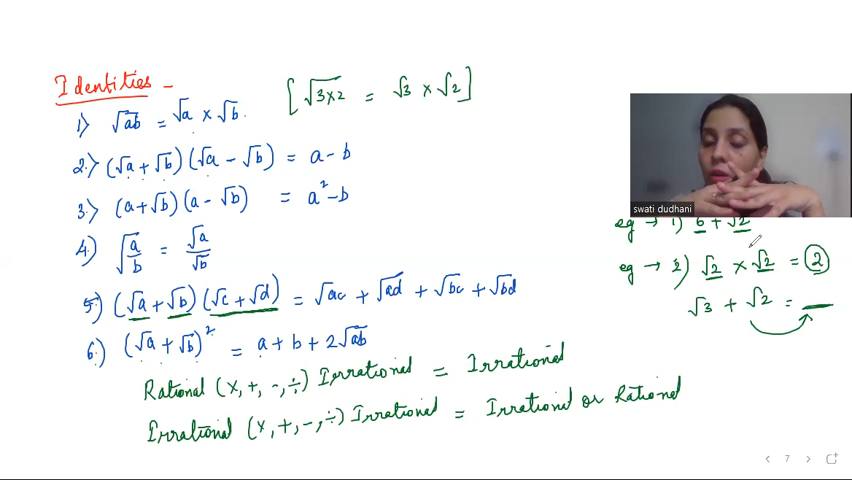 Identities -
[ √3×2 = √3 × √2 ]
1) √ab = √a × √b.
2.) (√a + √b) (√a - √b) = a - b
3.) (a + √b) (a - √b) = a² - b
4.) √a/b = √a/√b
5.) (√a + √b) (√c + √d) = √ac + √ad + √bc + √bd
6.) (√a + √b)² = a + b + 2√ab
Rational (×, +, -, ÷) Irrational = Irrational
Irrational (×, +, -, ÷) Irrational = Irrational or Rational
swati dudhani
eg → 1) 6 + √2
eg → 2) √2 × √2 = 2
√3 + √2 =
7